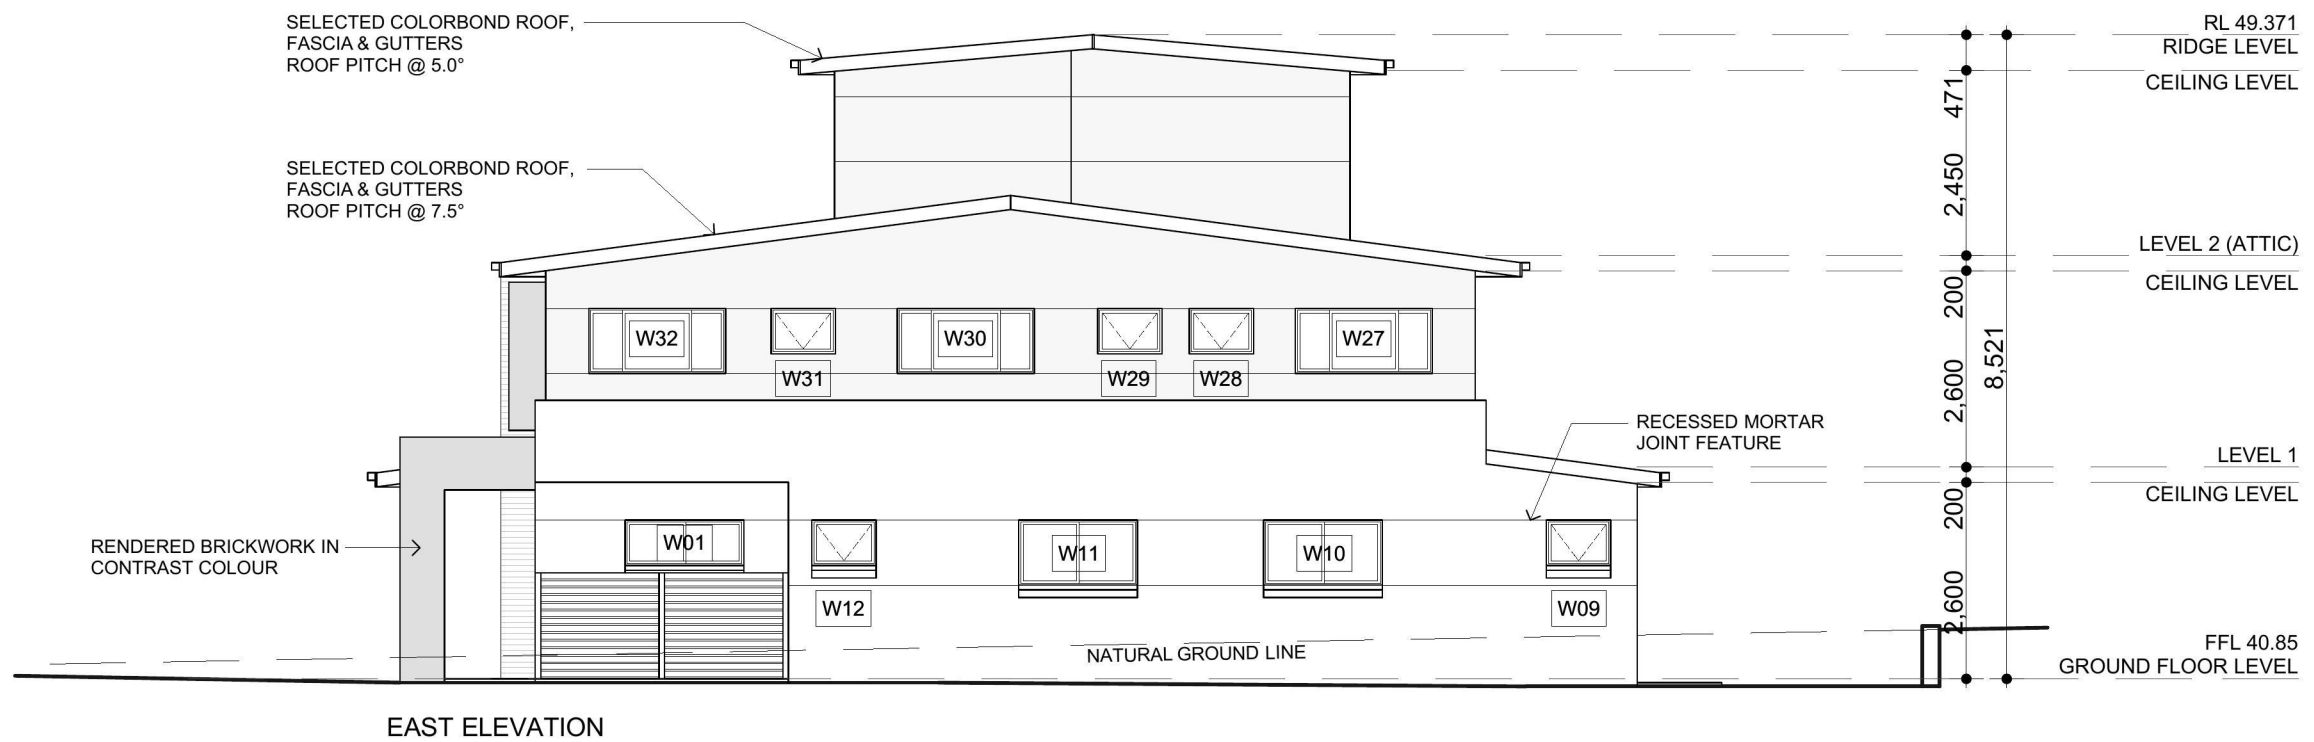 SELECTED COLORBOND ROOF,
FASCIA & GUTTERS
ROOF PITCH @ 5.0°
RL 49.371
RIDGE LEVEL
CEILING LEVEL
471
2,450
SELECTED COLORBOND ROOF,
FASCIA & GUTTERS
ROOF PITCH @ 7.5°
LEVEL 2 (ATTIC)
CEILING LEVEL
200
8,521
2,600
W32
W31
W30
W29
W28
W27
RECESSED MORTAR
JOINT FEATURE
LEVEL 1
CEILING LEVEL
200
2,600
RENDERED BRICKWORK IN
CONTRAST COLOUR
W01
W12
W11
W10
W09
NATURAL GROUND LINE
FFL 40.85
GROUND FLOOR LEVEL
EAST ELEVATION